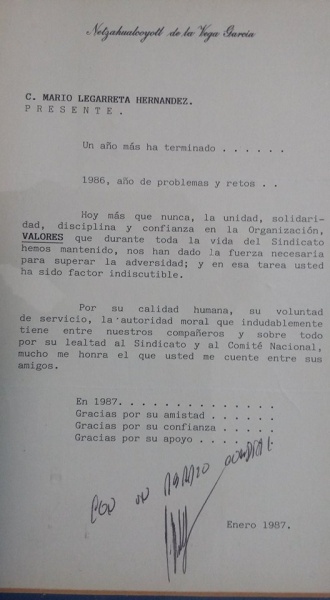 Netzahualcoyotl de la Vega Garcia
C. MARIO LEGARRETA HERNANDEZ.
P R E S E N T E .
Un año más ha terminado . . . . . .
1986, año de problemas y retos . .
Hoy más que nunca, la unidad, solidari-
dad, disciplina y confianza en la Organización,
VALORES que durante toda la vida del Sindicato
hemos mantenido, nos han dado la fuerza necesaria
para superar la adversidad; y en esa tarea usted
ha sido factor indiscutible.
Por su calidad humana, su voluntad
de servicio, la autoridad moral que indudablemente
tiene entre nuestros compañeros y sobre todo
por su lealtad al Sindicato y al Comité Nacional,
mucho me honra el que usted me cuente entre sus
amigos.
En 1987. . . . . . . . . . . . . .
Gracias por su amistad . . . . . .
Gracias por su confianza . . . . .
Gracias por su apoyo . . . . . . .
CON UN ABRAZO CORDIAL
Enero 1987.